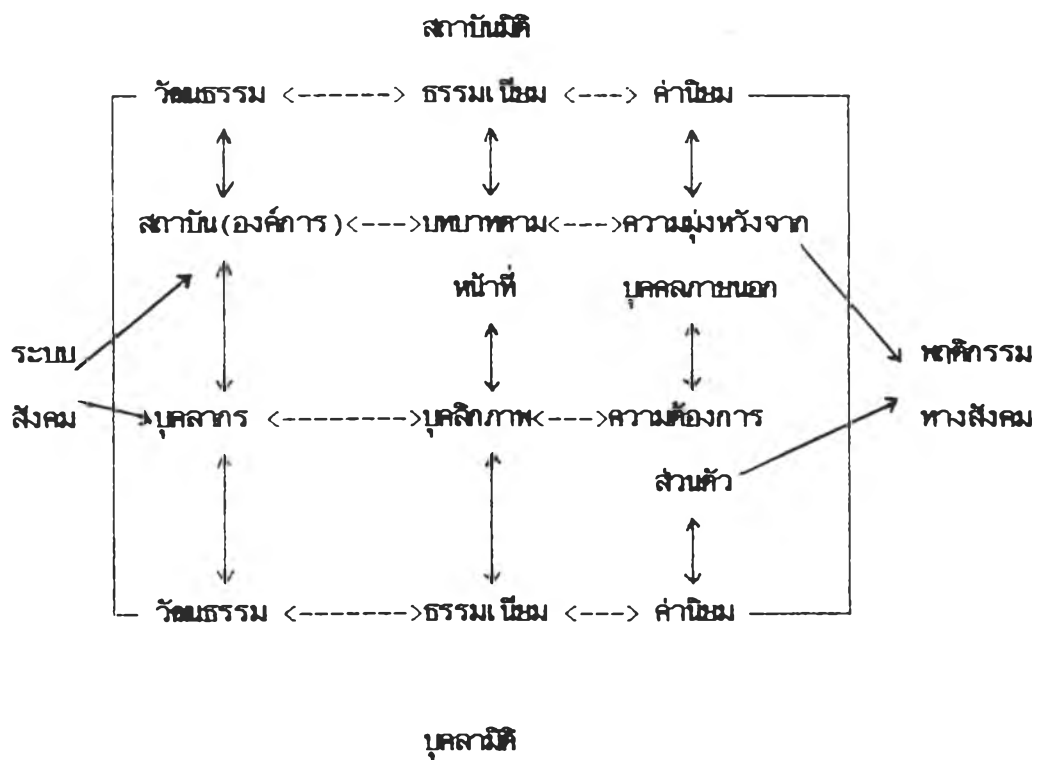 สถาบันมิติ
วัฒนธรรม <------> ธรรมเนียม <---> ค่านิยม
สถาบัน(องค์การ)<--->บทบาทตาม<--->ความมุ่งหวังจาก
หน้าที่ บุคคลภายนอก
ระบบ พฤติกรรม
สังคม บุคลากร <------->บุคลิกภาพ<--->ความต้องการ ทางสังคม
ส่วนตัว
วัฒนธรรม <------->ธรรมเนียม <---> ค่านิยม
บุคลามิติ